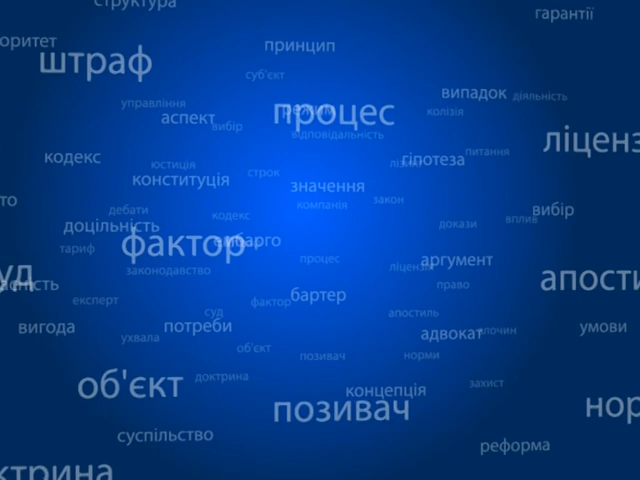 структура
гарантії
оритет
принцип
штраф
суб'єкт
випадок
діяльність
управління
режим
процес
колізія
аспект
вибір
відповідальність
ліценз
кодекс
юстиція
гіпотеза
питання
строк
конституція
значення
то
компанія
закон
дебати
кодекс
вибір
вплив
доцільність
докази
тариф
фактор
ембарго
процес
аргумент
законодавство
ліцензія
уд
апости
право
експерт
фактор
бартер
суд
апостиль
вигода
потреби
адвокат
злочин
умови
ухвала
об'єкт
позивач
норми
об'єкт
доктрина
захист
концепція
позивач
нор
суспільство
реформа
ктрина